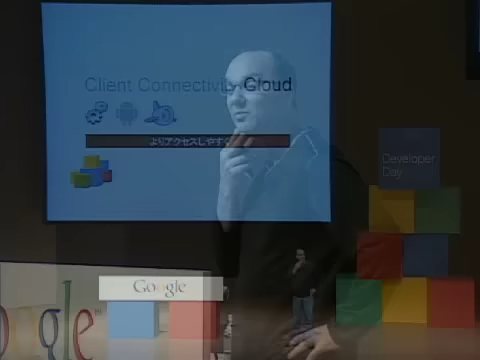 Client Connectivity Cloud
よりアクセスしやすく
Developer
Day
Google
Google